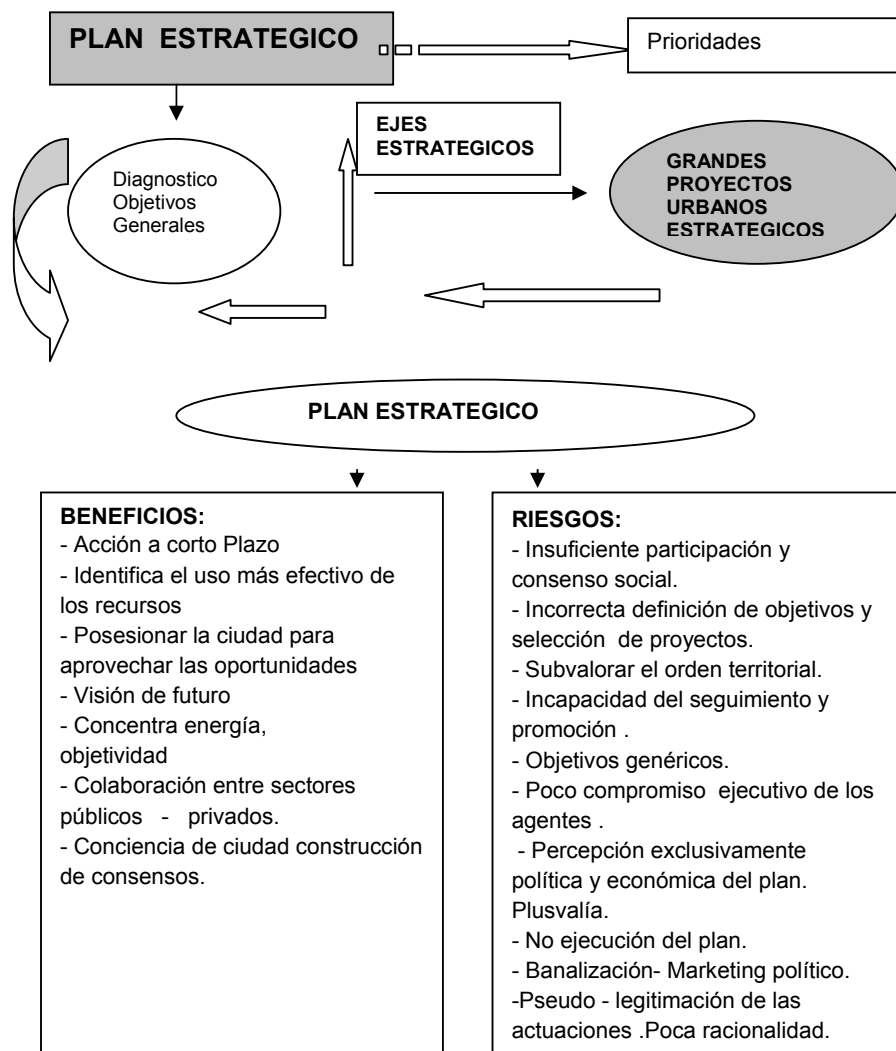 PLAN ESTRATEGICO
Prioridades
EJES
ESTRATEGICOS
Diagnostico
Objetivos
Generales
GRANDES
PROYECTOS
URBANOS
ESTRATEGICOS
PLAN ESTRATEGICO
BENEFICIOS:
- Acción a corto Plazo
- Identifica el uso más efectivo de
los recursos
- Posesionar la ciudad para
aprovechar las oportunidades
- Visión de futuro
- Concentra energía,
objetividad
- Colaboración entre sectores
públicos - privados.
- Conciencia de ciudad construcción
de consensos.
RIESGOS:
- Insuficiente participación y
consenso social.
- Incorrecta definición de objetivos y
selección de proyectos.
- Subvalorar el orden territorial.
- Incapacidad del seguimiento y
promoción .
- Objetivos genéricos.
- Poco compromiso ejecutivo de los
agentes .
- Percepción exclusivamente
política y económica del plan.
Plusvalía.
- No ejecución del plan.
- Banalización- Marketing político.
-Pseudo - legitimación de las
actuaciones .Poca racionalidad.